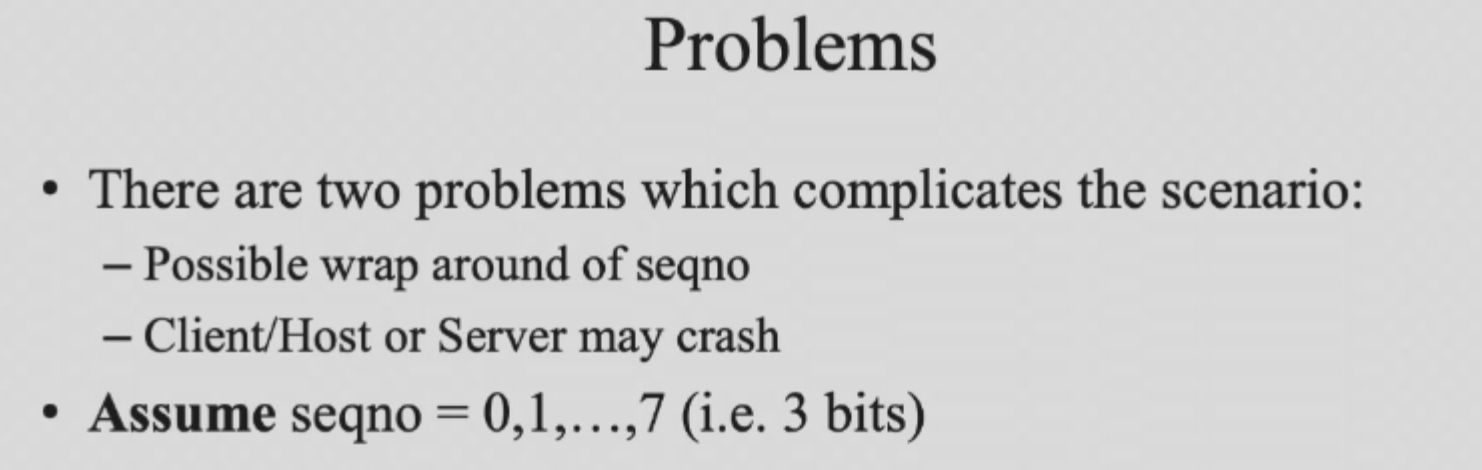 Problems
• There are two problems which complicates the scenario:
– Possible wrap around of seqno
– Client/Host or Server may crash
• Assume seqno = 0,1,…,7 (i.e. 3 bits)